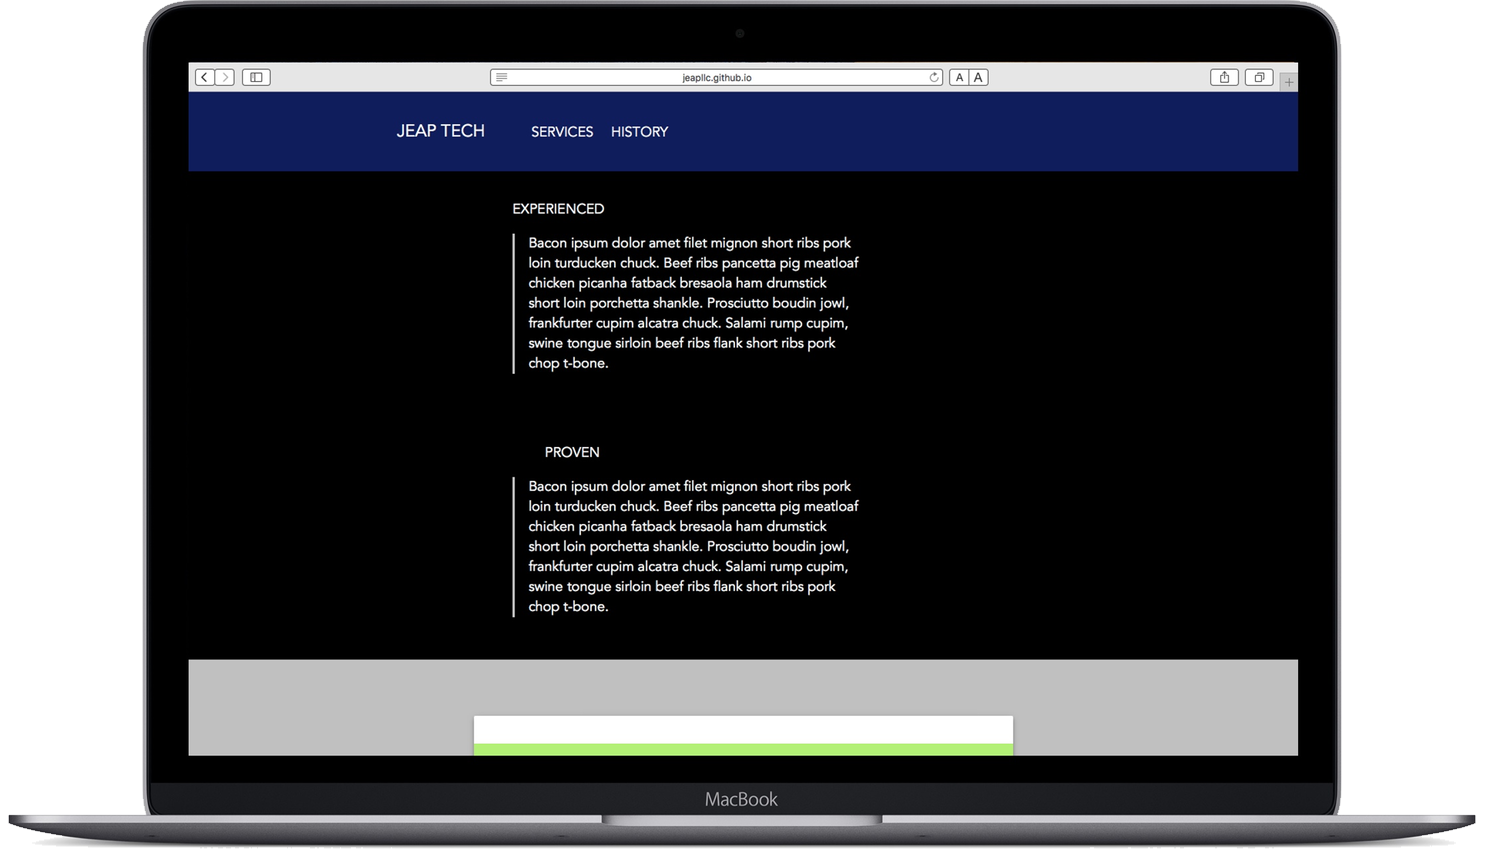 jeapllc.github.io
A A
JEAP TECH SERVICES HISTORY
EXPERIENCED
Bacon ipsum dolor amet filet mignon short ribs pork
loin turducken chuck. Beef ribs pancetta pig meatloaf
chicken picanha fatback bresaola ham drumstick
short loin porchetta shankle. Prosciutto boudin jowl,
frankfurter cupim alcatra chuck. Salami rump cupim,
swine tongue sirloin beef ribs flank short ribs pork
chop t-bone.
PROVEN
Bacon ipsum dolor amet filet mignon short ribs pork
loin turducken chuck. Beef ribs pancetta pig meatloaf
chicken picanha fatback bresaola ham drumstick
short loin porchetta shankle. Prosciutto boudin jowl,
frankfurter cupim alcatra chuck. Salami rump cupim,
swine tongue sirloin beef ribs flank short ribs pork
chop t-bone.
MacBook